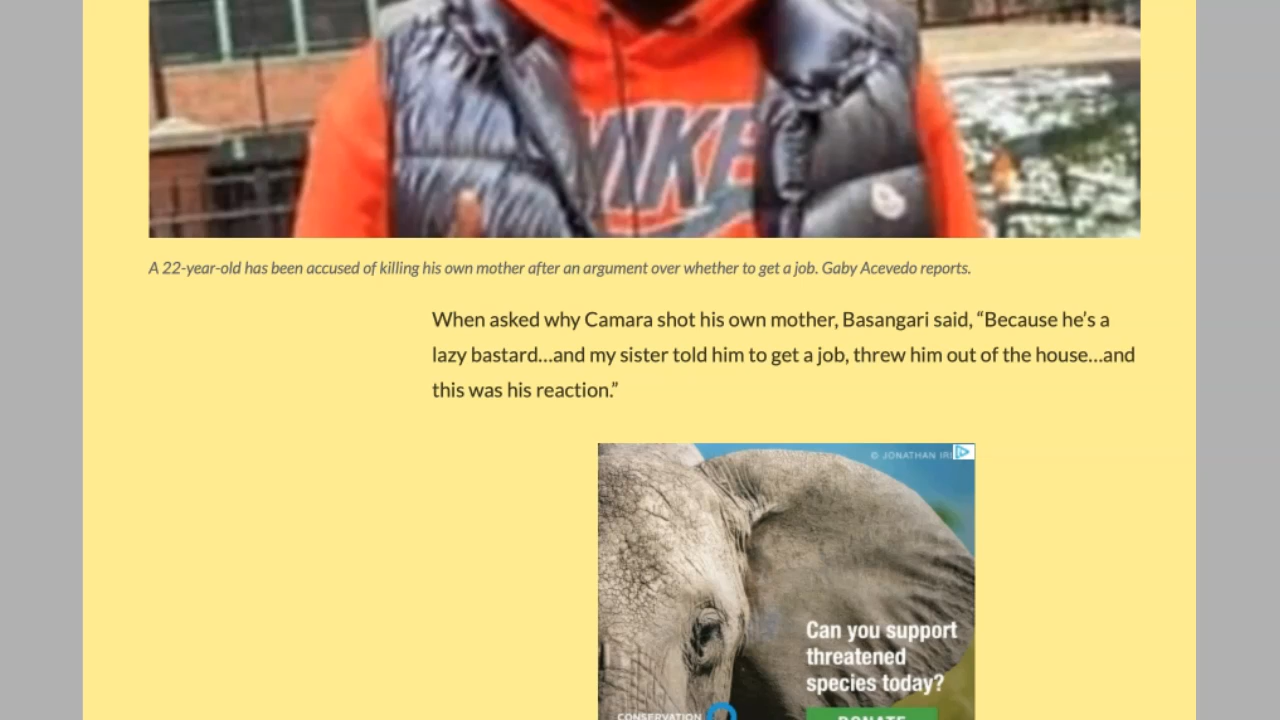 NIKE
A 22-year-old has been accused of killing his own mother after an argument over whether to get a job. Gaby Acevedo reports.
When asked why Camara shot his own mother, Basangari said, “Because he’s a
lazy bastard...and my sister told him to get a job, threw him out of the house...and
this was his reaction.”
© JONATHAN
Can you support
threatened
species today?
CONSERVATION
DONATE